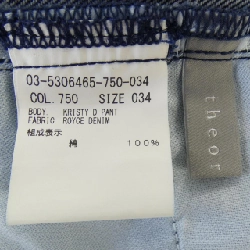 03-5306465-750-034
COL. 750 SIZE 034
BODY: KRISTY D PANT
FABRIC ROYCE DENIM
組成表示
綿 100%
theor